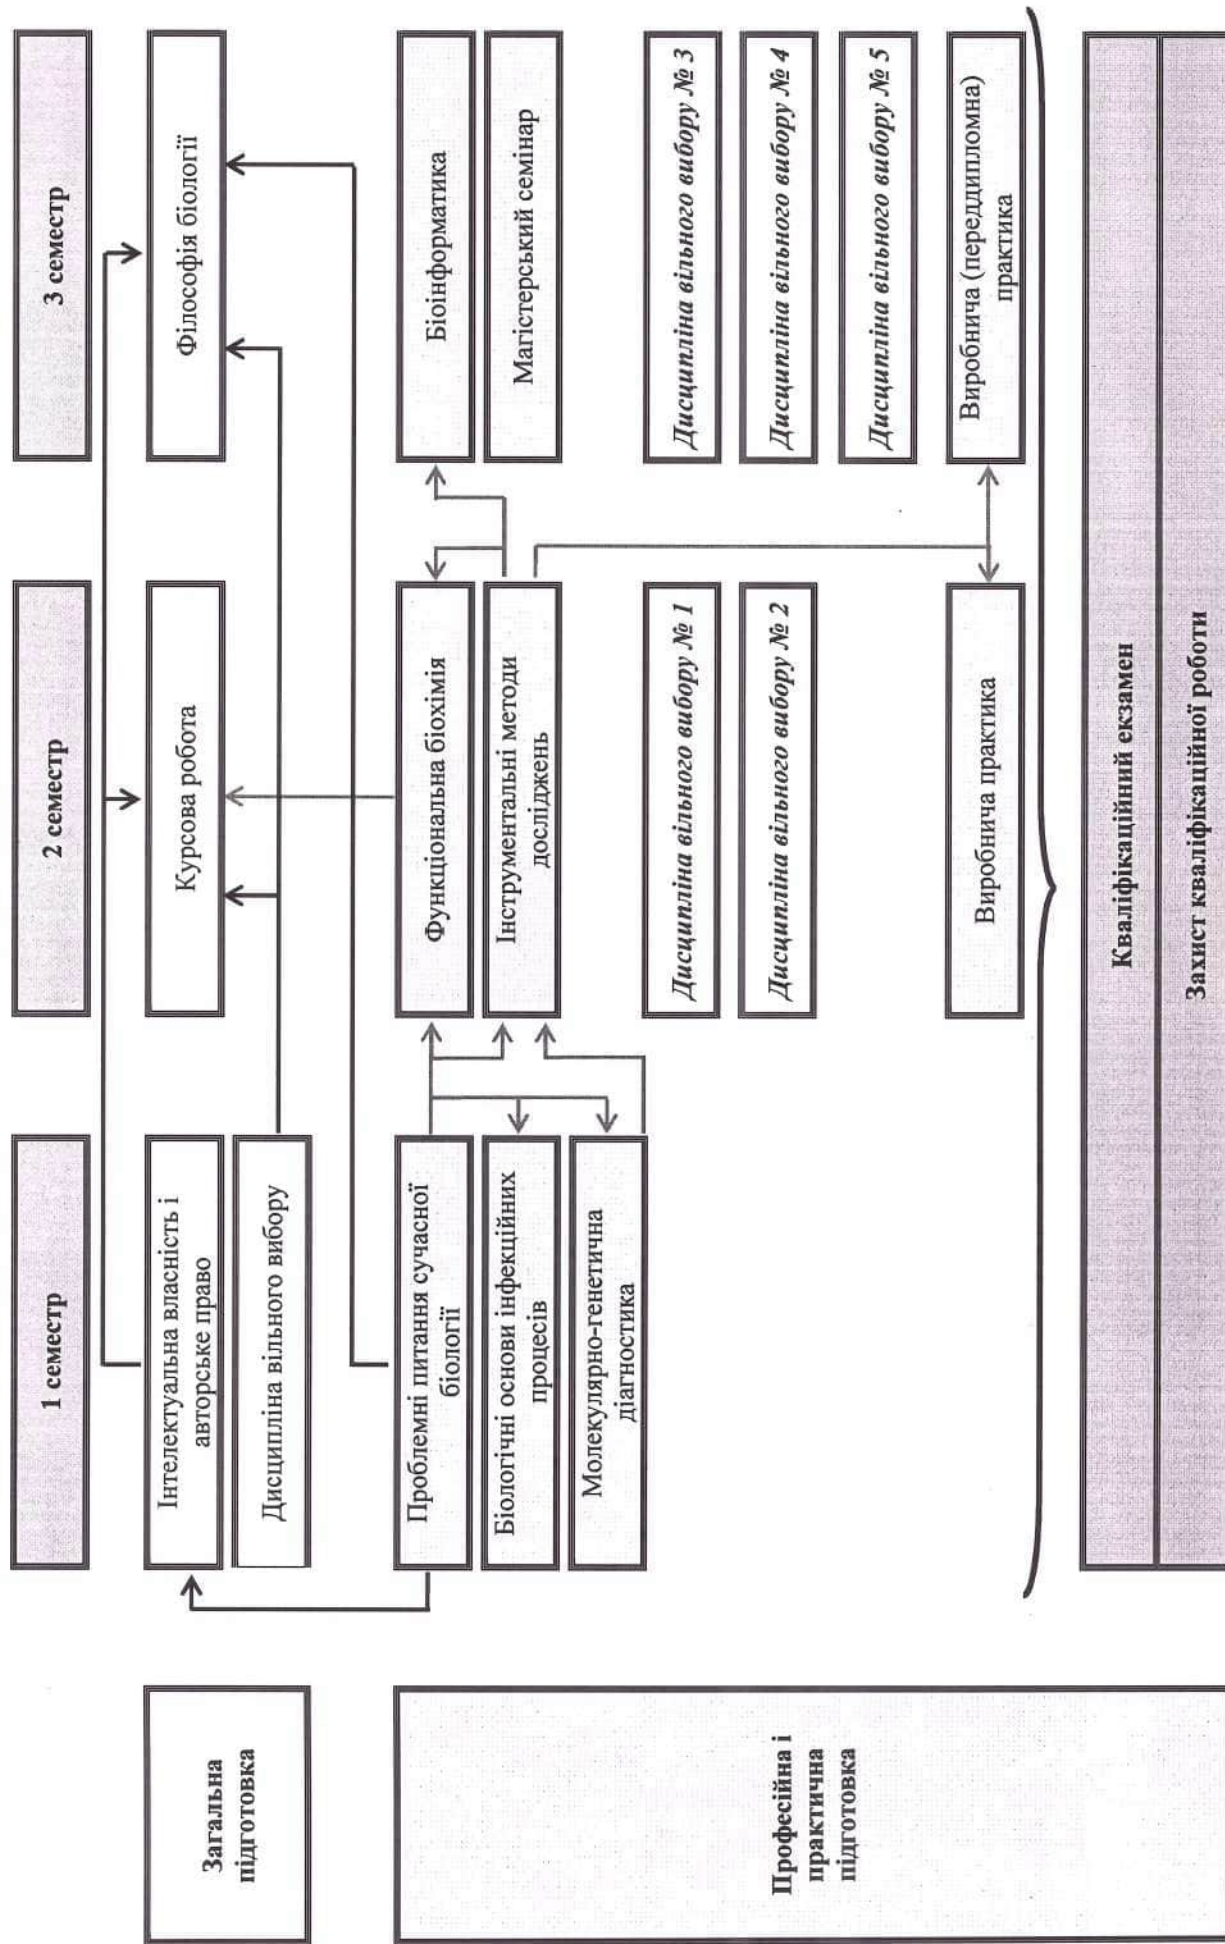 1 семестр
2 семестр
3 семестр
Загальна
підготовка
Інтелектуальна власність і
авторське право
Дисципліна вільного вибору
Курсова робота
Філософія біології
Професійна і
практична
підготовка
Проблемні питання сучасної
біології
Біологічні основи інфекційних
процесів
Молекулярно-генетична
діагностика
Функціональна біохімія
Інструментальні методи
досліджень
Біоінформатика
Магістерський семінар
Дисципліна вільного вибору № 1
Дисципліна вільного вибору № 2
Дисципліна вільного вибору № 3
Дисципліна вільного вибору № 4
Дисципліна вільного вибору № 5
Виробнича практика
Виробнича (переддипломна)
практика
Кваліфікаційний екзамен
Захист кваліфікаційної роботи